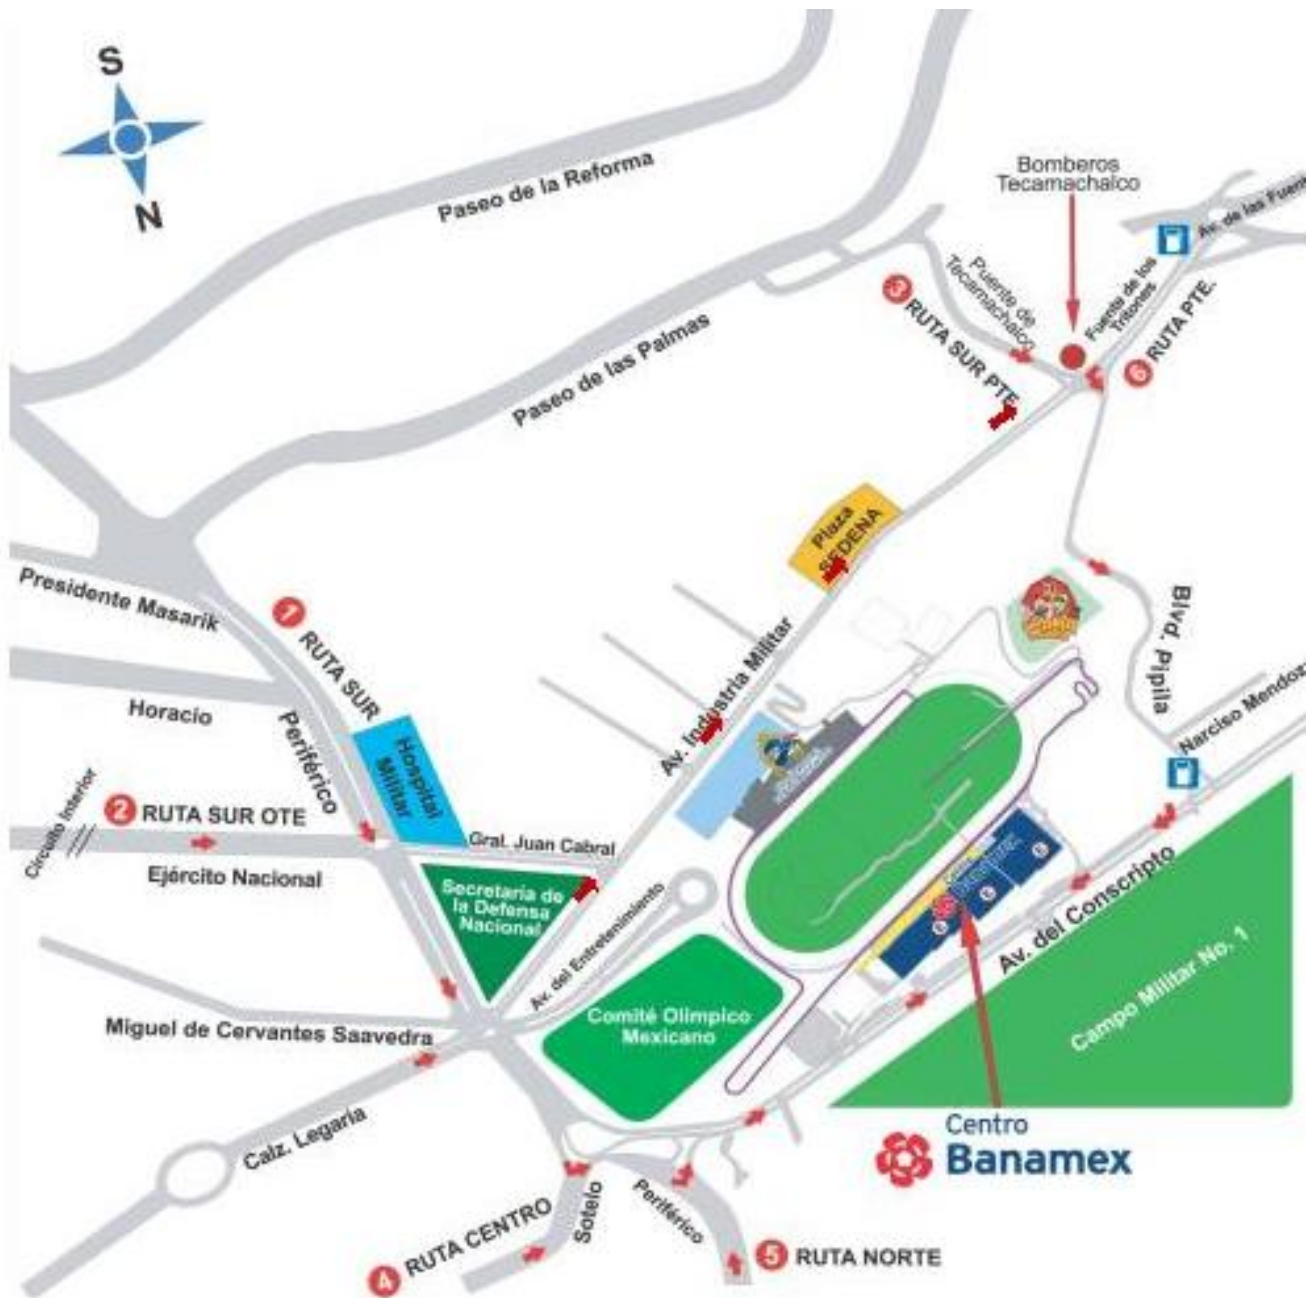 S
N
Paseo de la Reforma
Bomberos
Tecamachalco
Av. de las Fuent
Puente de
Tecamachalco
Fuente de los
Tritones
3
RUTA SUR PTE.
6
RUTA PTE.
Paseo de las Palmas
Plaza
SEDENA
Presidente Masarik
1
RUTA SUR
Blvd. Pipila
Av. Industria Militar
Horacio
Periférico
Hospital
Militar
Narciso Mendoz
Circuito Interior
2
RUTA SUR OTE
Gral. Juan Cabral
Ejército Nacional
Secretaría de
la Defensa
Nacional
Av. del Entretenimiento
Av. del Conscripto
Campo Militar No. 1
Miguel de Cervantes Saavedra
Comité Olímpico
Mexicano
Calz. Legaria
Centro
Banamex
4
RUTA CENTRO
Sotelo
Periférico
5
RUTA NORTE